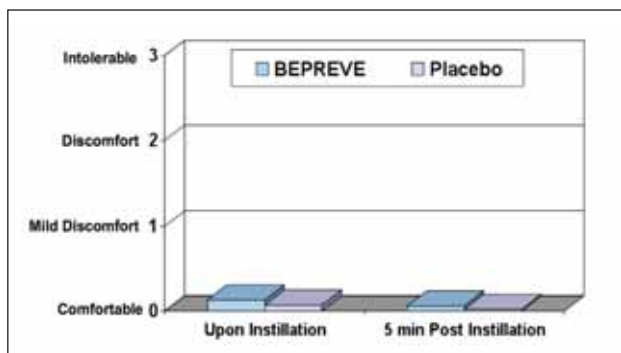 BEPREVE Placebo
Intolerable 3
Discomfort 2
Mild Discomfort 1
Comfortable 0
Upon Instillation 5 min Post Instillation